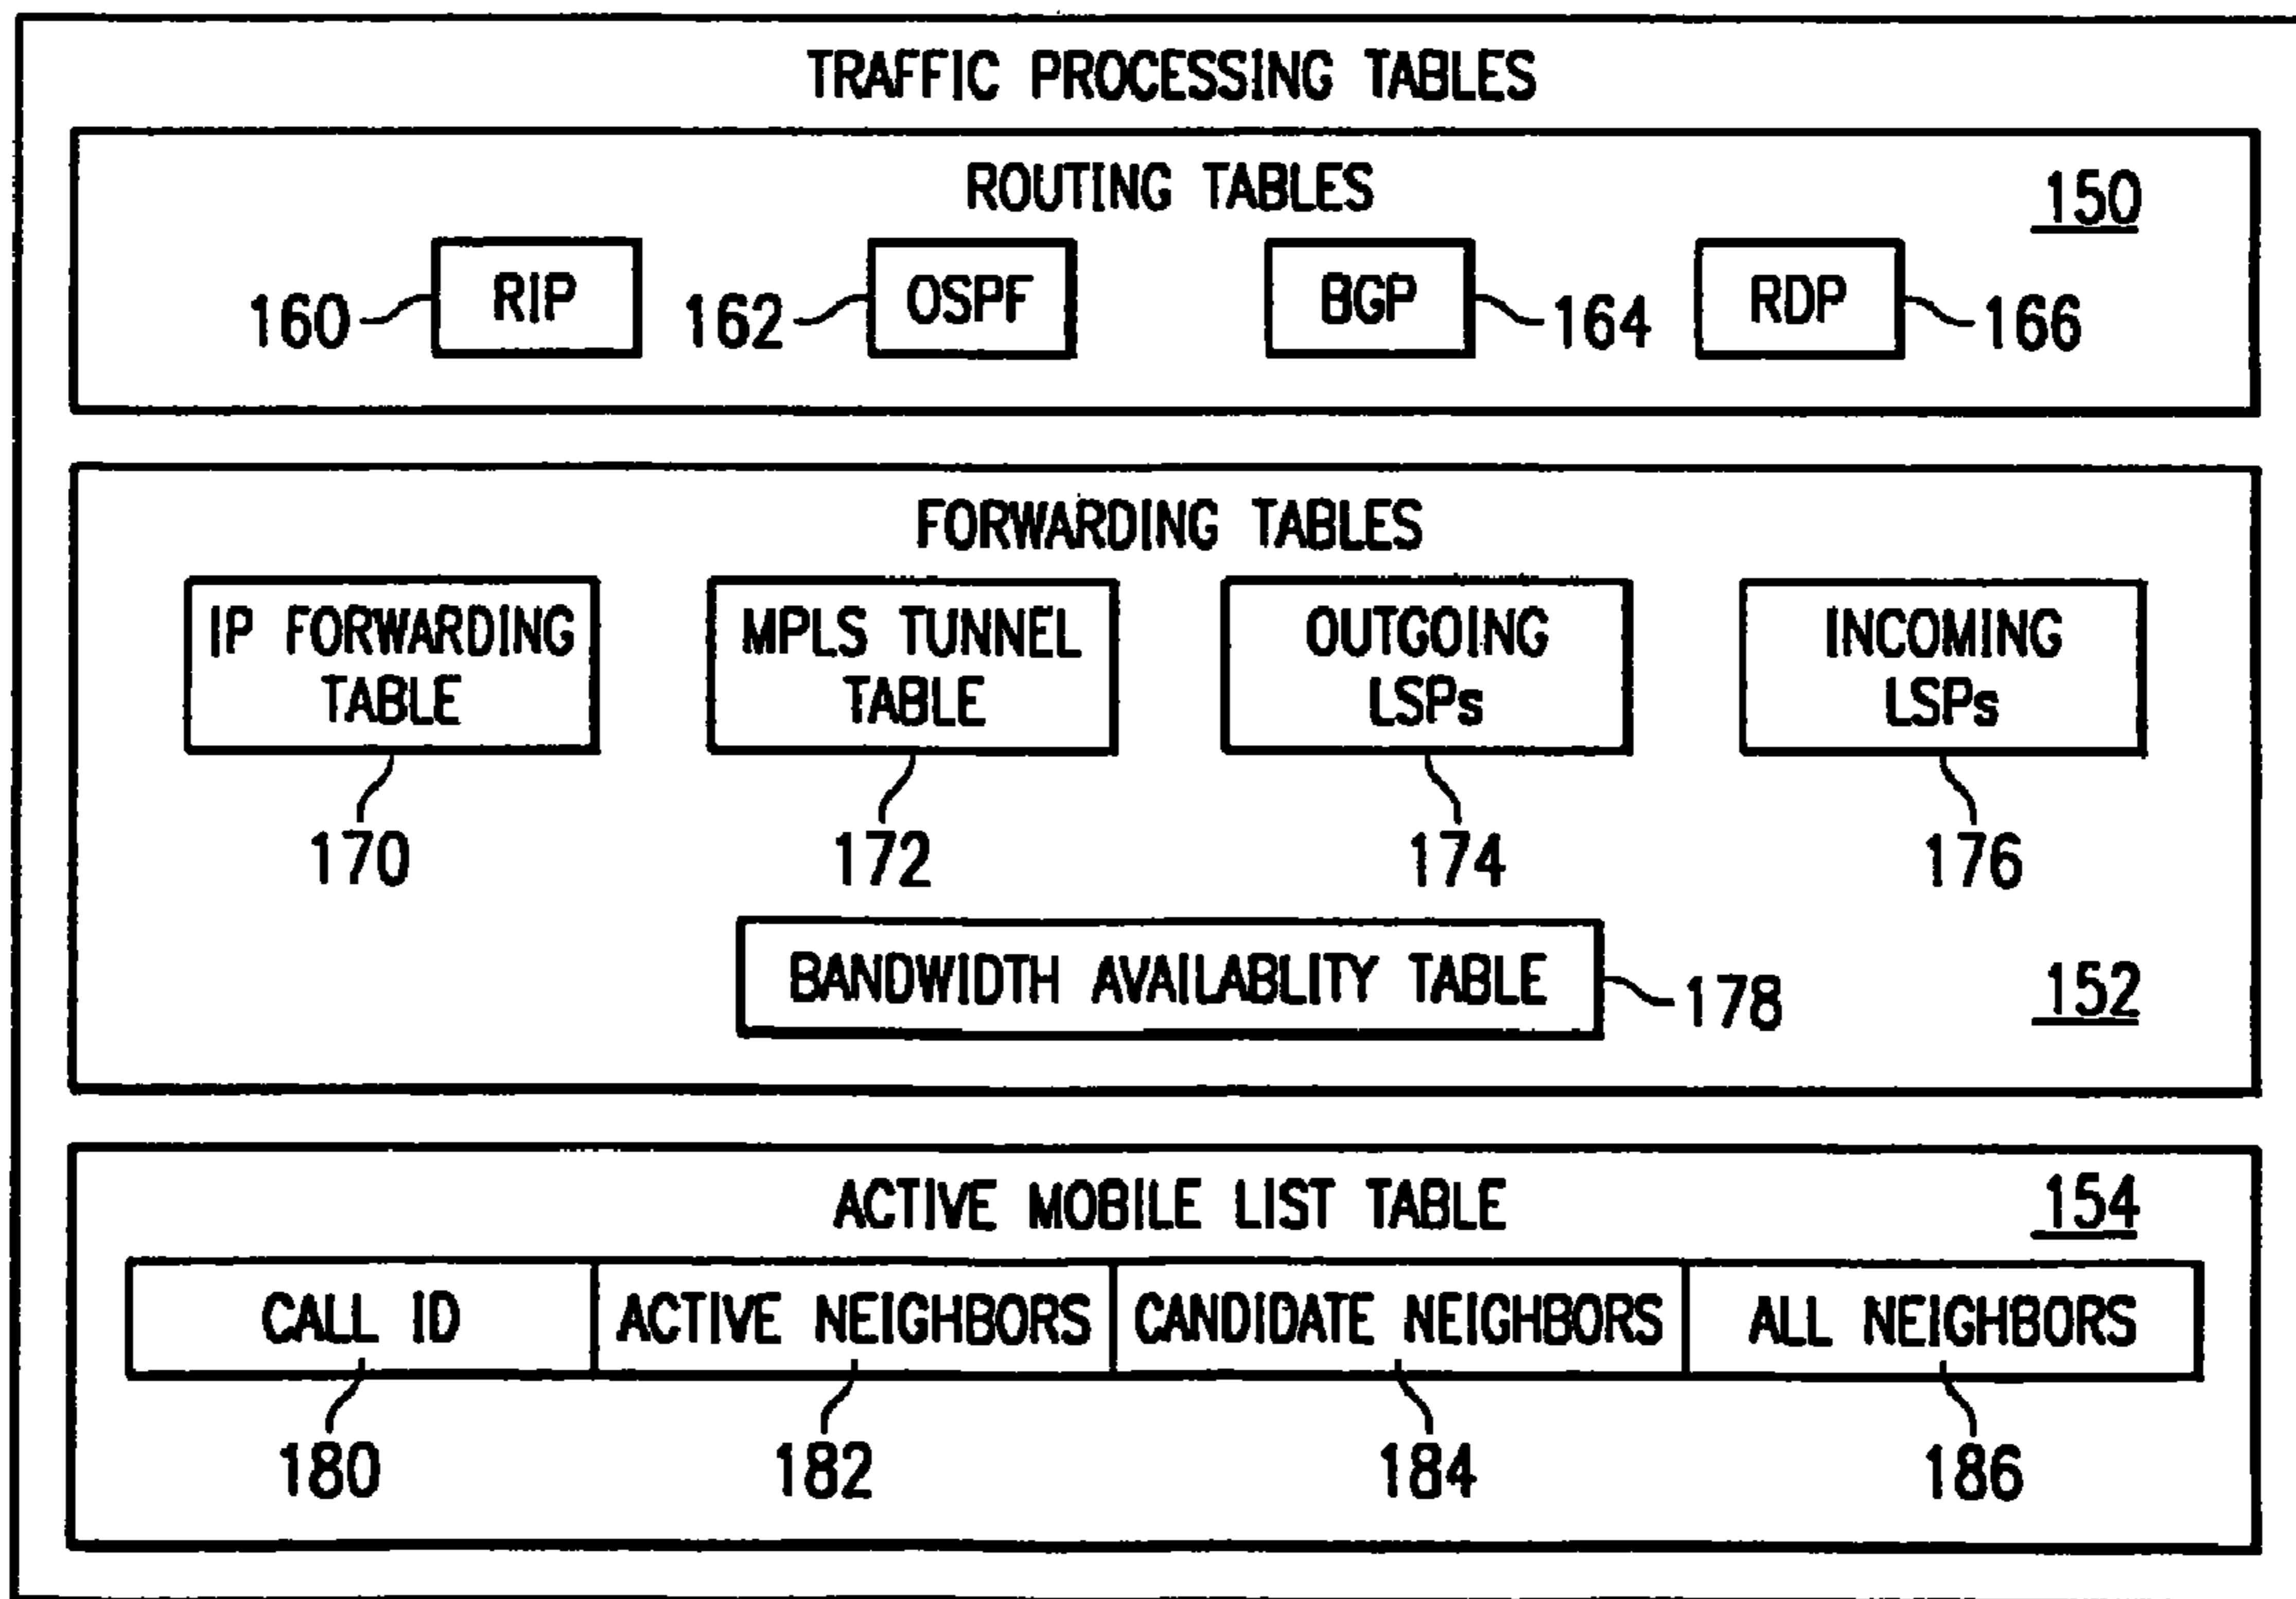 TRAFFIC PROCESSING TABLES
ROUTING TABLES
150
160 RIP 162 OSPF BGP 164 RDP 166
FORWARDING TABLES
IP FORWARDING TABLE
MPLS TUNNEL TABLE
OUTGOING LSPs
INCOMING LSPs
170 172 174 176
BANDWIDTH AVAILABLITY TABLE 178
152
ACTIVE MOBILE LIST TABLE
154
CALL ID ACTIVE NEIGHBORS CANDIDATE NEIGHBORS ALL NEIGHBORS
180 182 184 186